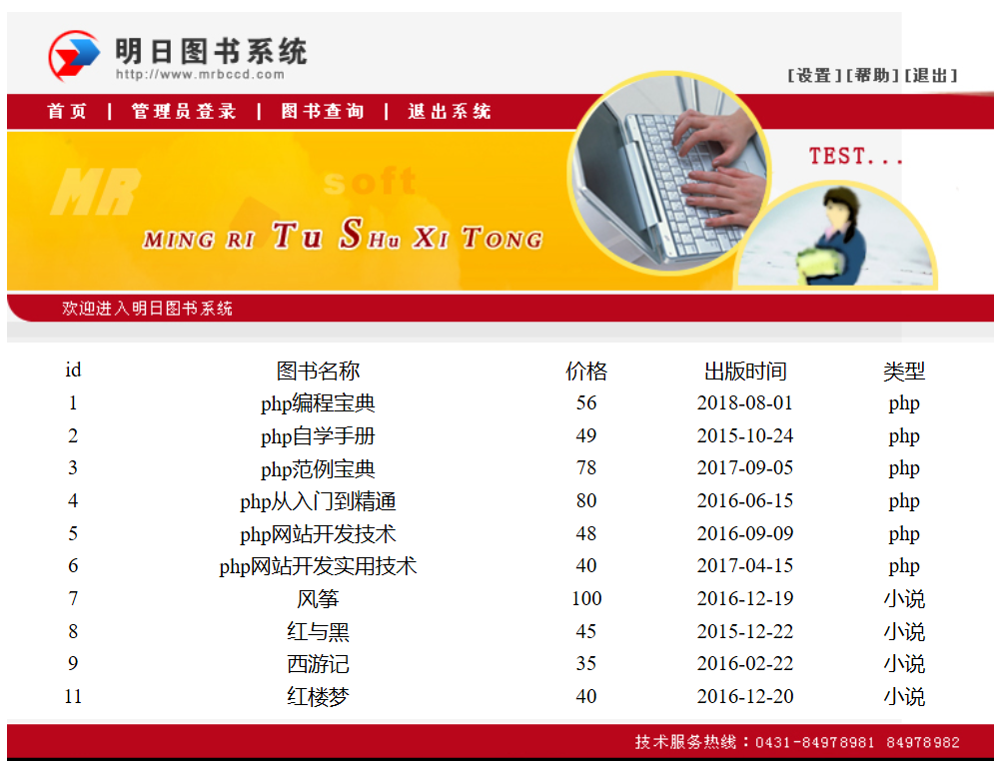 明日图书系统
http://www.mrbccd.com
[设置][帮助][退出]
首页 | 管理员登录 | 图书查询 | 退出系统
TEST...
MR
soft
MING RI TU SHu XI TONG
欢迎进入明日图书系统
id 图书名称 价格 出版时间 类型
1 php编程宝典 56 2018-08-01 php
2 php自学手册 49 2015-10-24 php
3 php范例宝典 78 2017-09-05 php
4 php从入门到精通 80 2016-06-15 php
5 php网站开发技术 48 2016-09-09 php
6 php网站开发实用技术 40 2017-04-15 php
7 风筝 100 2016-12-19 小说
8 红与黑 45 2015-12-22 小说
9 西游记 35 2016-02-22 小说
11 红楼梦 40 2016-12-20 小说
技术服务热线：0431-84978981 84978982